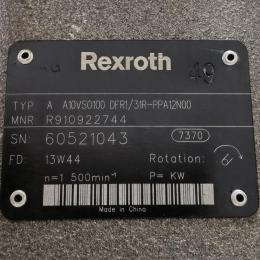 Rexroth
49
TYP: A A10VSO100 DFR1/31R-PPA12N00
MNR: R910922744
SN: 60521043 7370
FD: 13W44 Rotation:
n=1 500min⁻¹ P= KW
Made in China